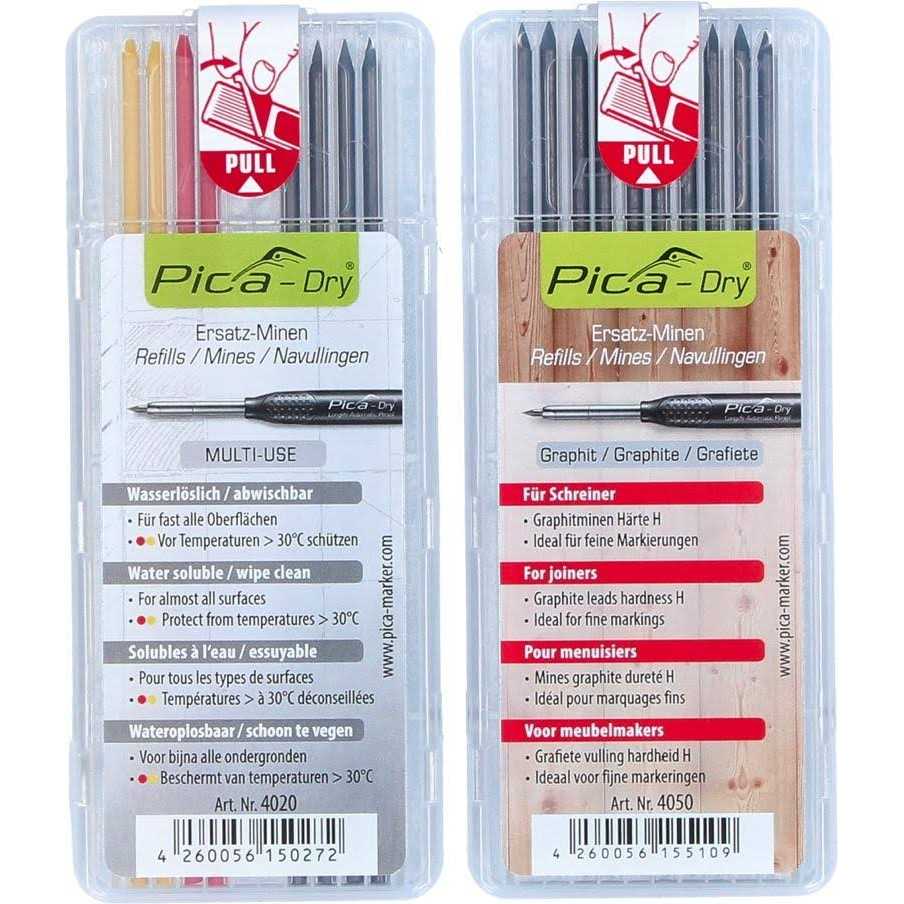 PULL
Pica-Dry®
Ersatz-Minen
Refills / Mines / Navullingen
Pica-Dry
Longlife Automatic Pencil
MULTI-USE
Wasserlöslich / abwischbar
• Für fast alle Oberflächen
• Vor Temperaturen > 30°C schützen
Water soluble / wipe clean
• For almost all surfaces
• Protect from temperatures > 30°C
Solubles à l'eau / essuyable
• Pour tous les types de surfaces
• Températures > à 30°C déconseillées
Wateroplosbaar / schoon te vegen
• Voor bijna alle ondergronden
• Beschermt van temperaturen > 30°C
Art. Nr. 4020
4 260056 150272
www.pica-marker.com
PULL
Pica-Dry®
Ersatz-Minen
Refills / Mines / Navullingen
Pica-Dry
Longlife Automatic Pencil
Graphit / Graphite / Grafiete
Für Schreiner
• Graphitminen Härte H
• Ideal für feine Markierungen
For joiners
• Graphite leads hardness H
• Ideal for fine markings
Pour menuisiers
• Mines graphite dureté H
• Idéal pour marquages fins
Voor meubelmakers
• Grafiete vulling hardheid H
• Ideaal voor fijne markeringen
Art. Nr. 4050
4 260056 155109
www.pica-marker.com